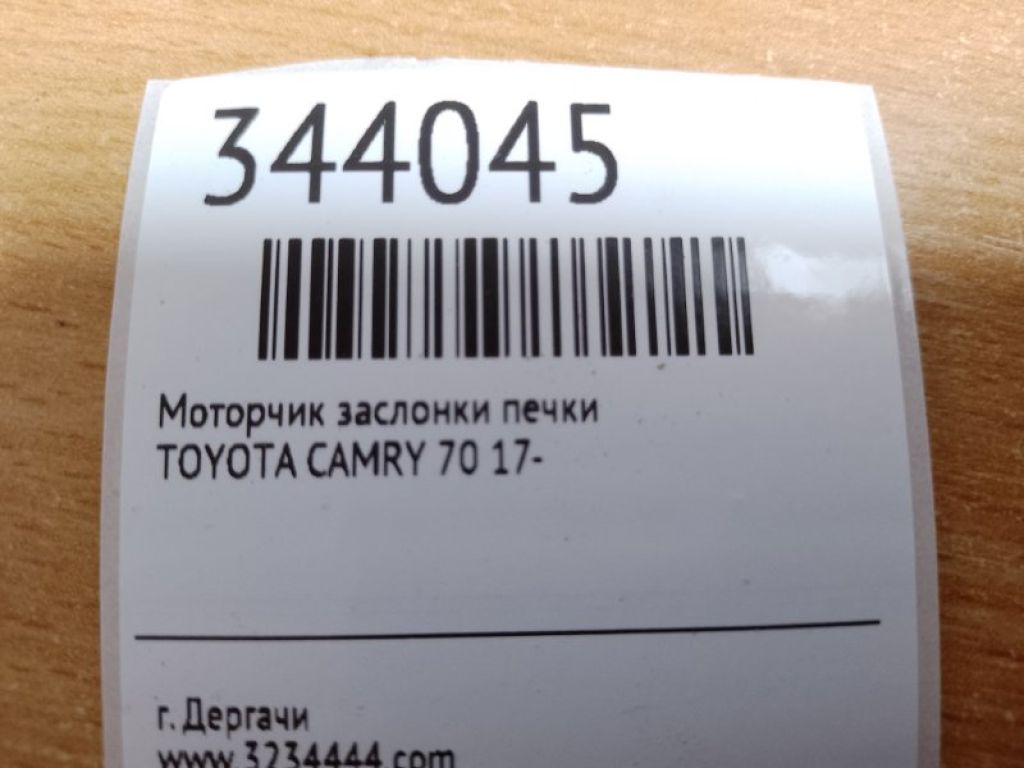 344045
Моторчик заслонки печки
TOYOTA CAMRY 70 17-
г. Дергачи
www.3234444.com